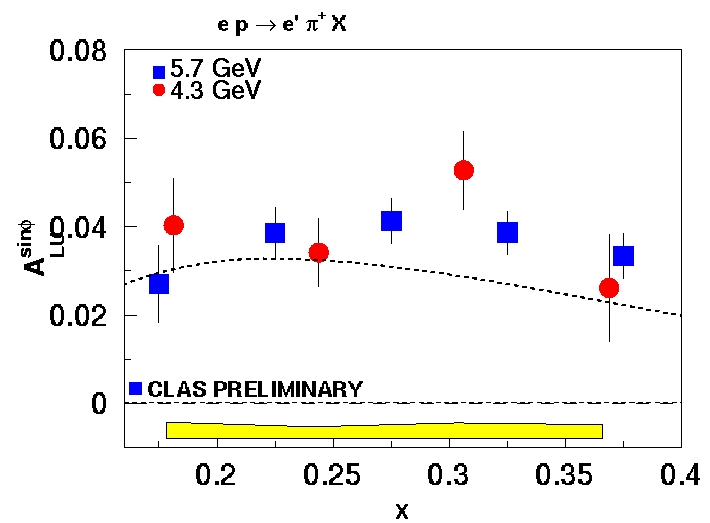 e p → e' π⁺ X
0.08
5.7 GeV
4.3 GeV
0.06
0.04
A_LU^sinϕ
0.02
CLAS PRELIMINARY
0
0.2 0.25 0.3 0.35 0.4
x